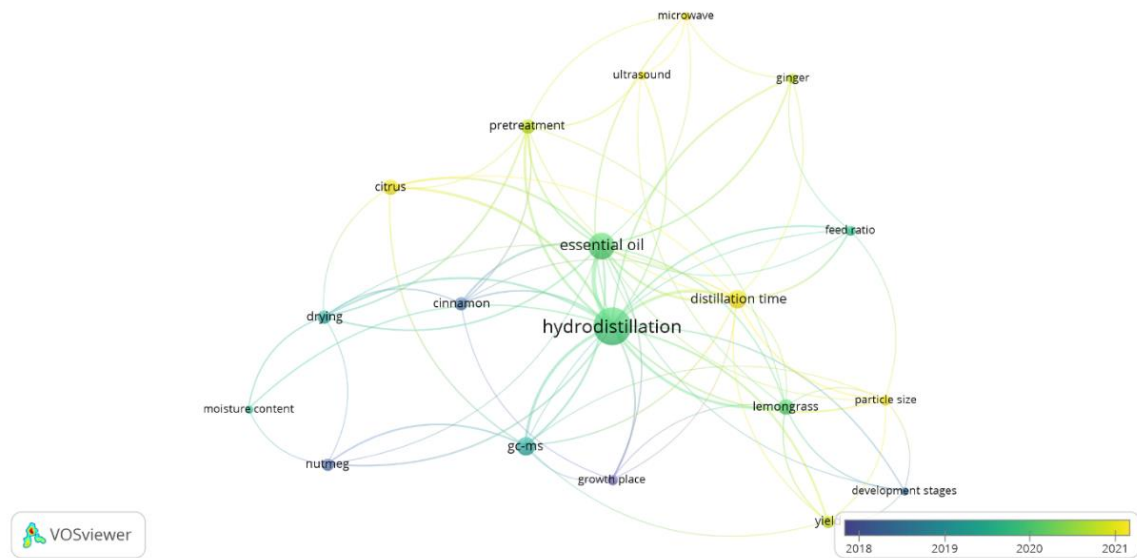 microwave
ultrasound
ginger
pretreatment
citrus
feed ratio
essential oil
distillation time
cinnamon
drying
hydrodistillation
particle size
lemongrass
moisture content
gc-ms
nutmeg
growth place
development stages
yield
VOSviewer
2018 2019 2020 2021